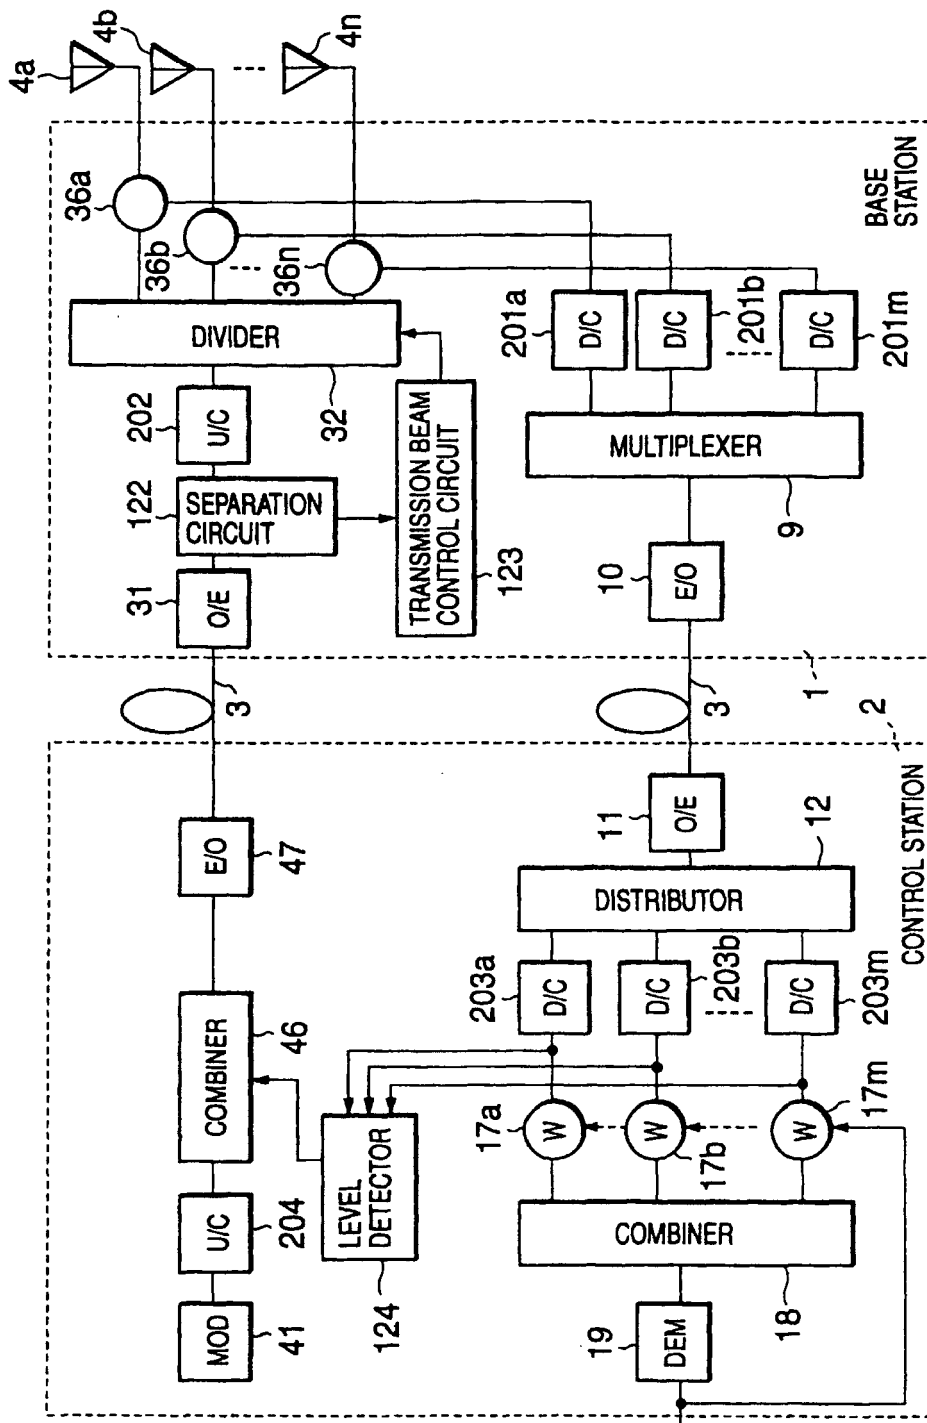 4a
4b
4n
36a
36b
36n
BASE
STATION
DIVIDER
32
202
U/C
122
SEPARATION
CIRCUIT
31
O/E
TRANSMISSION BEAM
CONTROL CIRCUIT
123
201a
D/C
D/C
201b
D/C
201m
MULTIPLEXER
9
10
E/O
3
3
1
2
CONTROL STATION
E/O
47
COMBINER
46
U/C
204
MOD
41
LEVEL
DETECTOR
124
11
O/E
12
DISTRIBUTOR
203a
D/C
D/C
203b
D/C
203m
17a
W
W
17b
W
17m
COMBINER
18
19
DEM